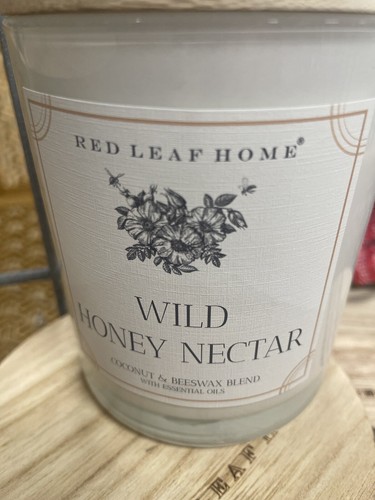 RED LEAF HOME®
WILD
HONEY NECTAR
COCONUT & BEESWAX BLEND
WITH ESSENTIAL OILS